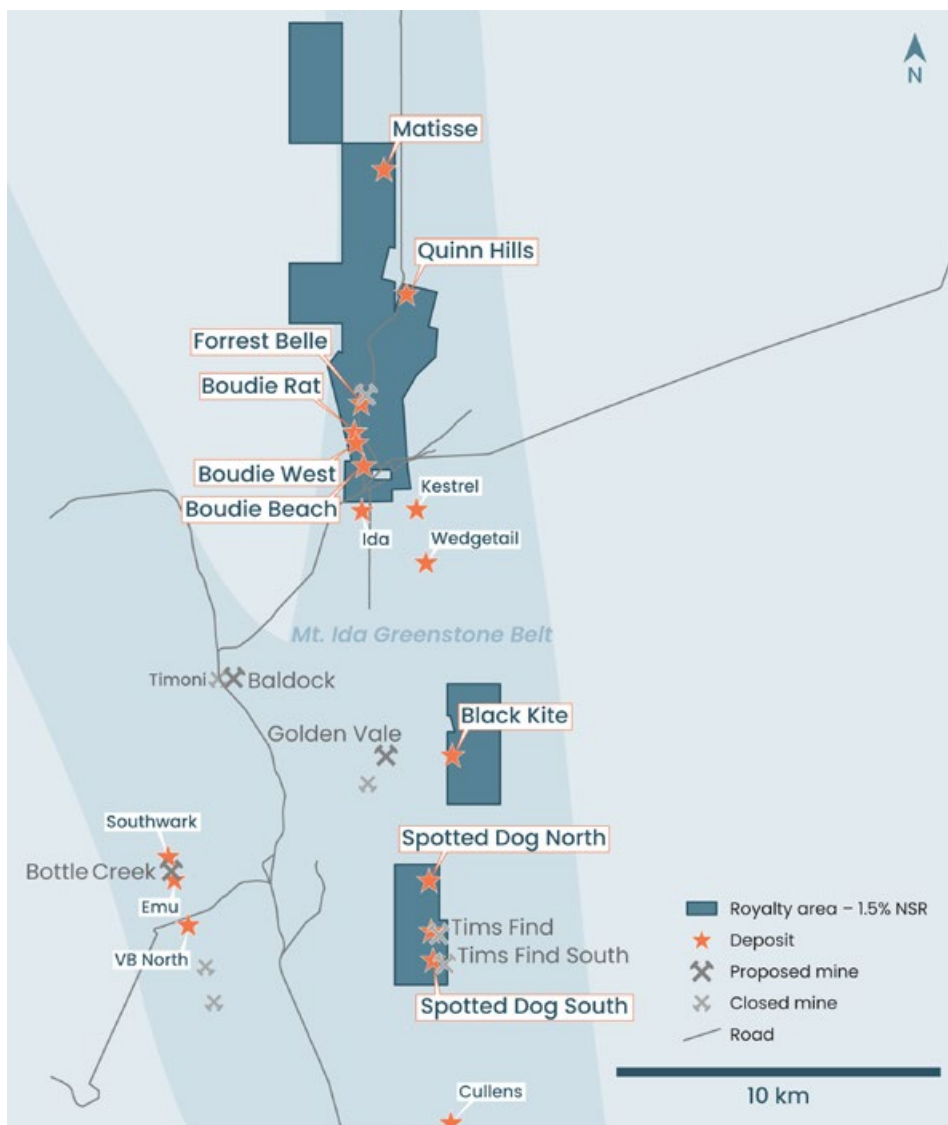 N
Matisse
Quinn Hills
Forrest Belle
Boudie Rat
Boudie West
Boudie Beach
Kestrel
Ida
Wedgetail
Mt. Ida Greenstone Belt
Timoni
Baldock
Black Kite
Golden Vale
Southwark
Spotted Dog North
Bottle Creek
Emu
Tims Find
VB North
Tims Find South
Spotted Dog South
Royalty area – 1.5% NSR
Deposit
Proposed mine
Closed mine
Road
10 km
Cullens